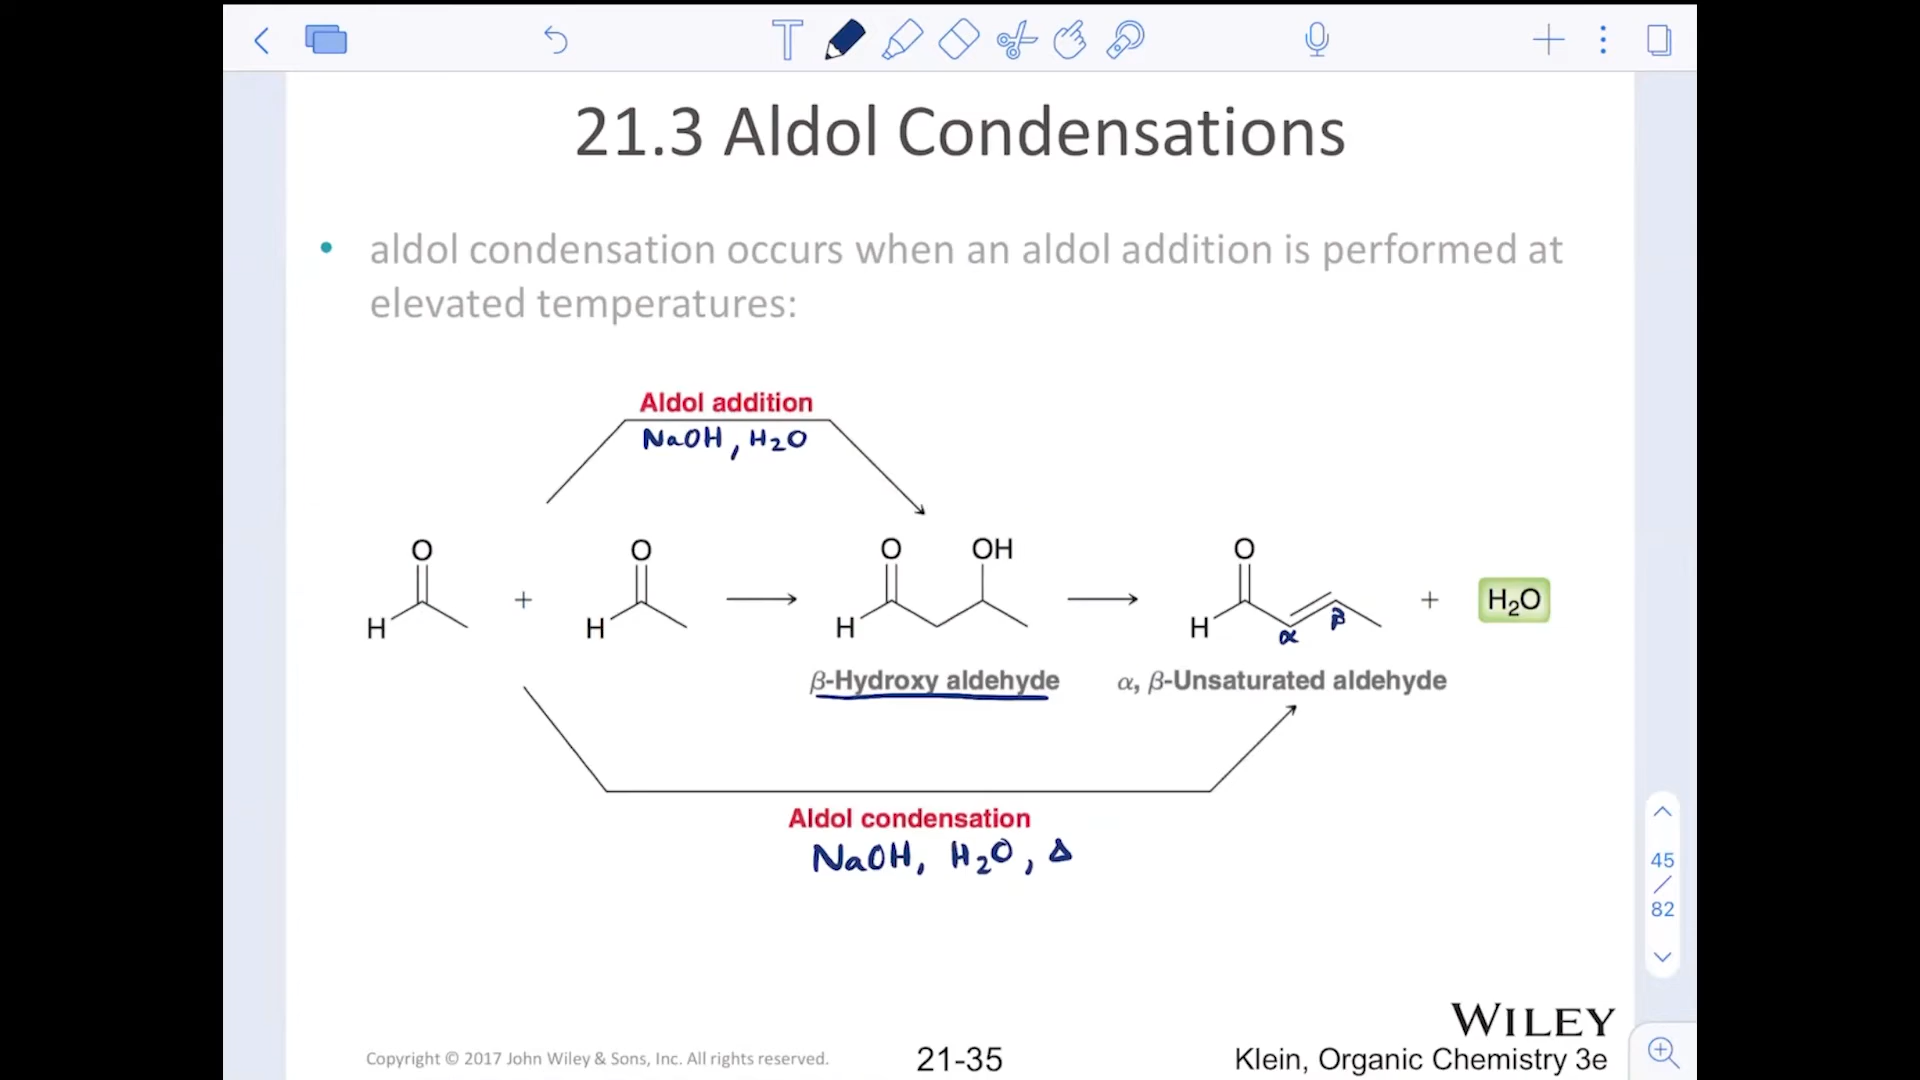 21.3 Aldol Condensations
• aldol condensation occurs when an aldol addition is performed at
elevated temperatures:
Aldol addition
NaOH, H₂O
O
H
+
O
H
O
OH
H
O
H
α
β
+
H₂O
β-Hydroxy aldehyde
α, β-Unsaturated aldehyde
Aldol condensation
NaOH, H₂O, Δ
45
/
82
WILEY
Copyright © 2017 John Wiley & Sons, Inc. All rights reserved.
21-35
Klein, Organic Chemistry 3e